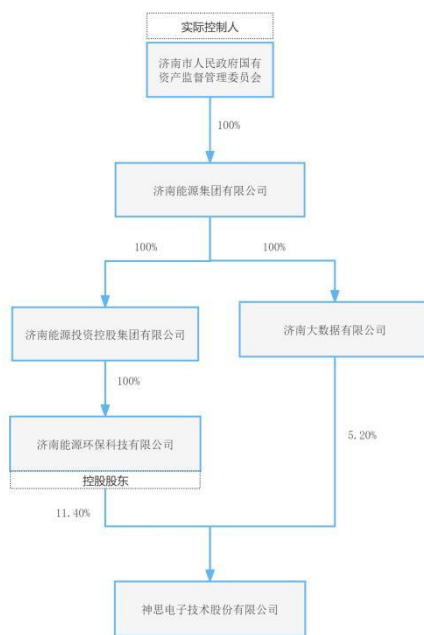 实际控制人
济南市人民政府国有
资产监督管理委员会
100%
济南能源集团有限公司
100%
100%
济南能源投资控股集团有限公司
济南大数据有限公司
100%
济南能源环保科技有限公司
5.20%
控股股东
11.40%
神思电子技术股份有限公司